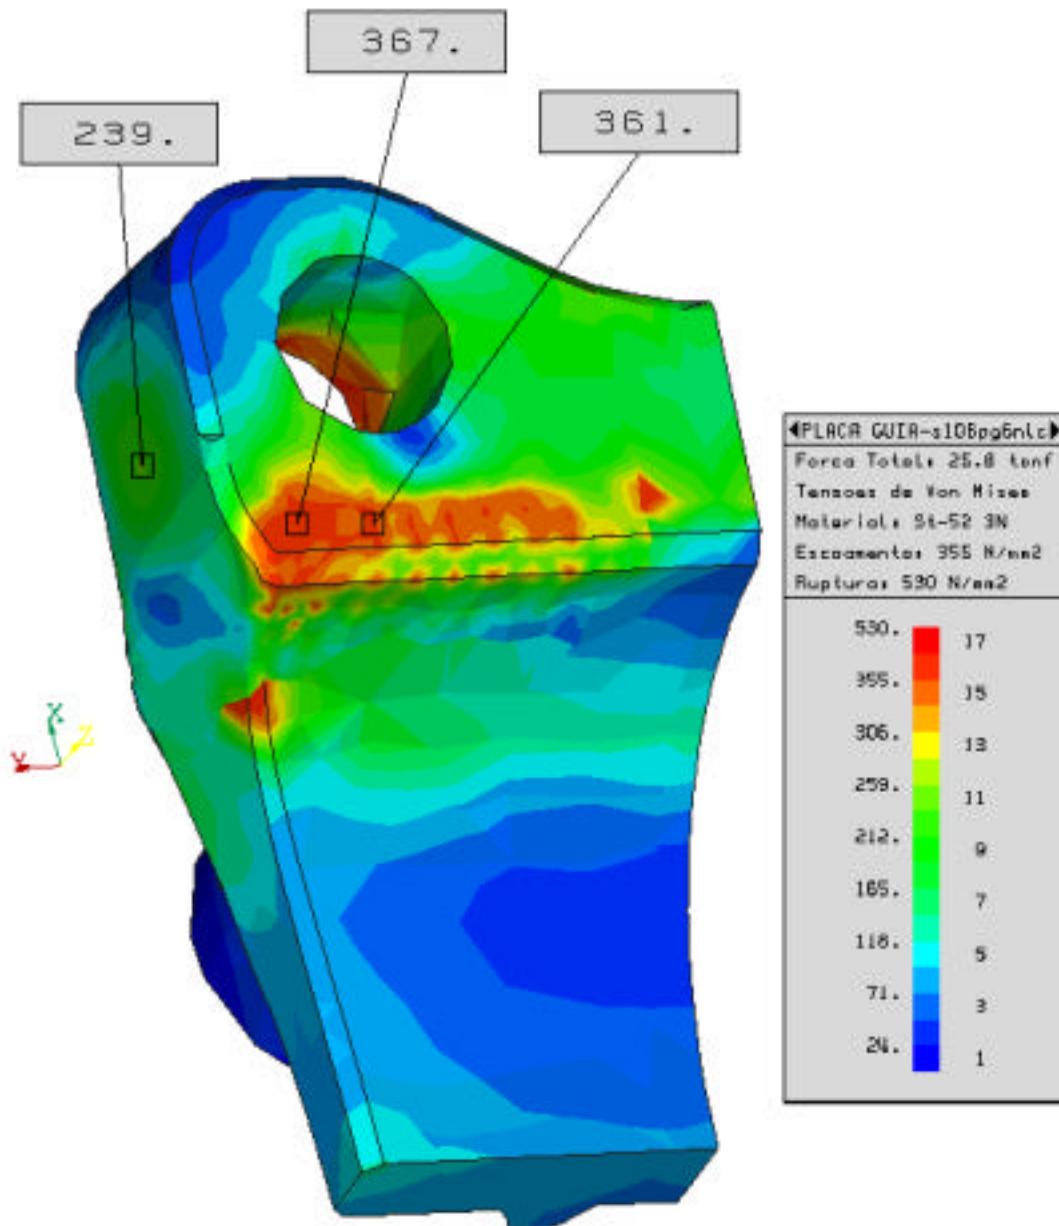 367.
239.
361.
PLACA GUIA-s10Bpg6nlc
Forca Total: 25.8 tonf
Tensoes de Von Mises
Material: St-52 3N
Escoamento: 355 N/mm2
Ruptura: 530 N/mm2
530.
17
355.
15
306.
13
259.
11
212.
9
165.
7
118.
5
71.
3
24.
1
X
Z
Y